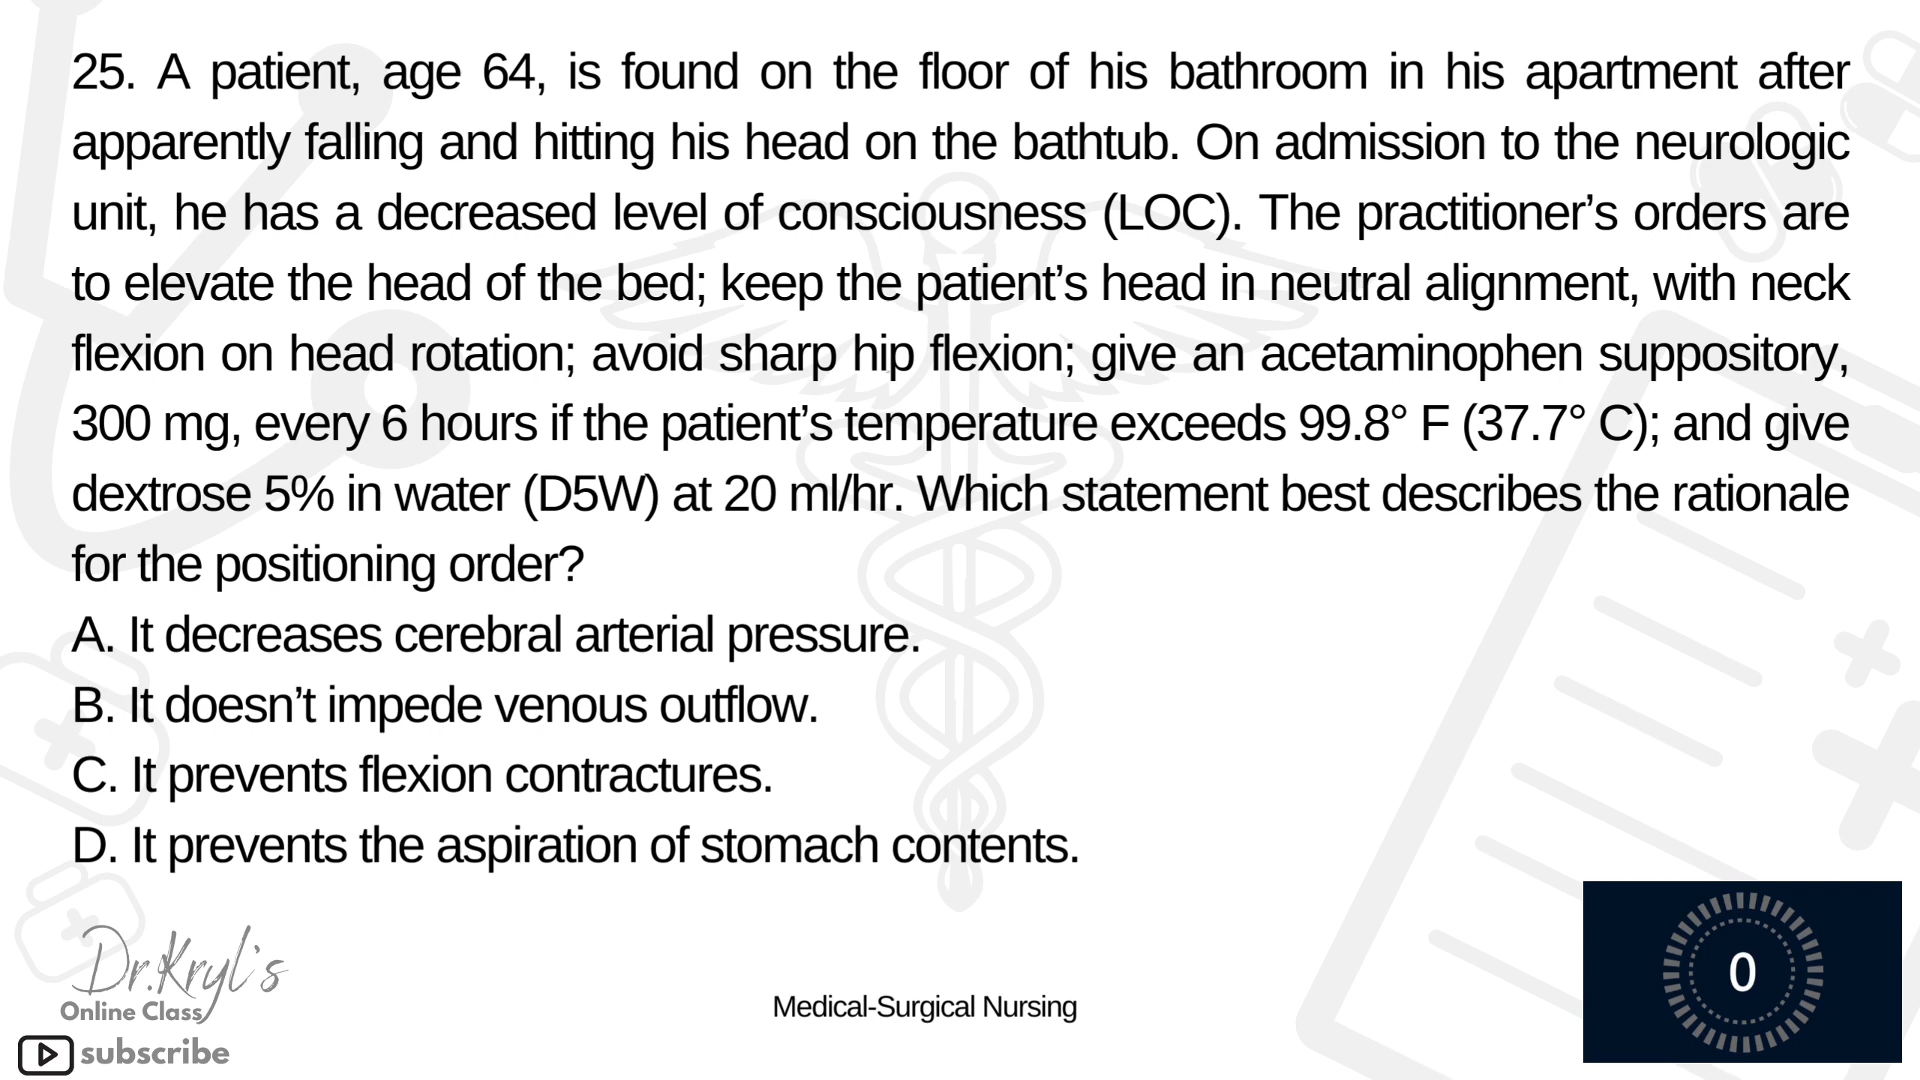 25. A patient, age 64, is found on the floor of his bathroom in his apartment after
apparently falling and hitting his head on the bathtub. On admission to the neurologic
unit, he has a decreased level of consciousness (LOC). The practitioner’s orders are
to elevate the head of the bed; keep the patient’s head in neutral alignment, with neck
flexion on head rotation; avoid sharp hip flexion; give an acetaminophen suppository,
300 mg, every 6 hours if the patient’s temperature exceeds 99.8° F (37.7° C); and give
dextrose 5% in water (D5W) at 20 ml/hr. Which statement best describes the rationale
for the positioning order?
A. It decreases cerebral arterial pressure.
B. It doesn’t impede venous outflow.
C. It prevents flexion contractures.
D. It prevents the aspiration of stomach contents.
Dr.Kryl's
Online Class
subscribe
Medical-Surgical Nursing
0